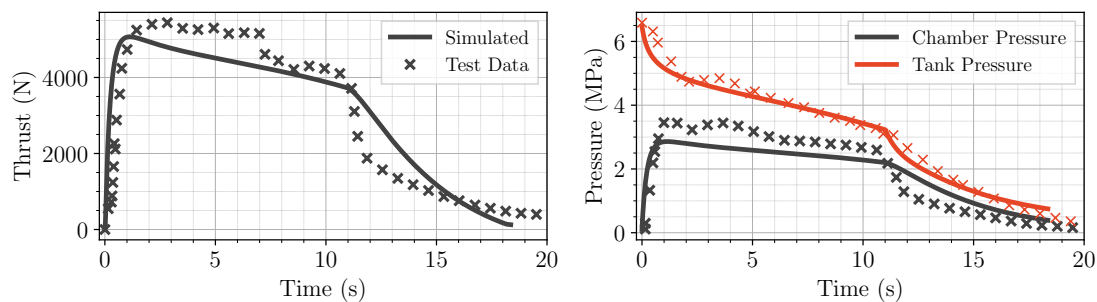 Thrust (N)
4000
2000
0
0
5
10
15
20
Time (s)
Simulated
Test Data
Pressure (MPa)
6
4
2
0
0
5
10
15
20
Time (s)
Chamber Pressure
Tank Pressure